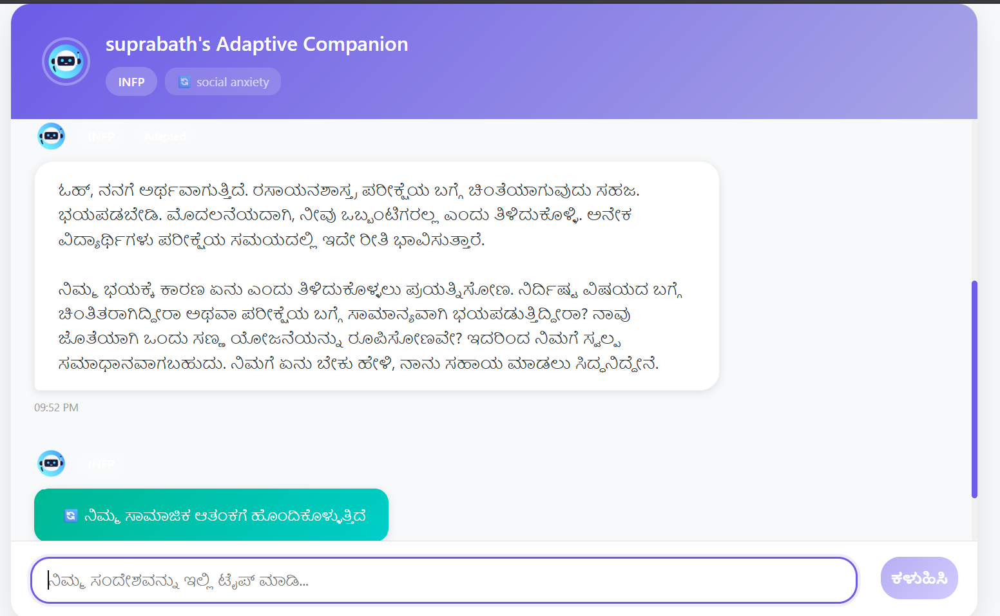 suprabath's Adaptive Companion
INFP
social anxiety
INFP Adapted
ಓಹ್, ನನಗೆ ಅರ್ಥವಾಗುತ್ತಿದೆ. ರಸಾಯನಶಾಸ್ತ್ರ ಪರೀಕ್ಷೆಯ ಬಗ್ಗೆ ಚಿಂತೆಯಾಗುವುದು ಸಹಜ.
ಭಯಪಡಬೇಡಿ. ಮೊದಲನೆಯದಾಗಿ, ನೀವು ಒಬ್ಬಂಟಿಗರಲ್ಲ ಎಂದು ತಿಳಿದುಕೊಳ್ಳಿ. ಅನೇಕ
ವಿದ್ಯಾರ್ಥಿಗಳು ಪರೀಕ್ಷೆಯ ಸಮಯದಲ್ಲಿ ಇದೇ ರೀತಿ ಭಾವಿಸುತ್ತಾರೆ.
ನಿಮ್ಮ ಭಯಕ್ಕೆ ಕಾರಣ ಏನು ಎಂದು ತಿಳಿದುಕೊಳ್ಳಲು ಪ್ರಯತ್ನಿಸೋಣ. ನಿರ್ದಿಷ್ಟ ವಿಷಯದ ಬಗ್ಗೆ
ಚಿಂತಿತರಾಗಿದ್ದೀರಾ ಅಥವಾ ಪರೀಕ್ಷೆಯ ಬಗ್ಗೆ ಸಾಮಾನ್ಯವಾಗಿ ಭಯಪಡುತ್ತಿದ್ದೀರಾ? ನಾವು
ಜೊತೆಯಾಗಿ ಒಂದು ಸಣ್ಣ ಯೋಜನೆಯನ್ನು ರೂಪಿಸೋಣವೇ? ಇದರಿಂದ ನಿಮಗೆ ಸ್ವಲ್ಪ
ಸಮಾಧಾನವಾಗಬಹುದು. ನಿಮಗೆ ಏನು ಬೇಕು ಹೇಳಿ, ನಾನು ಸಹಾಯ ಮಾಡಲು ಸಿದ್ಧನಿದ್ದೇನೆ.
09:52 PM
INFP
ನಿಮ್ಮ ಸಾಮಾಜಿಕ ಆತಂಕಗೆ ಹೊಂದಿಕೊಳ್ಳುತ್ತಿದೆ
ನಿಮ್ಮ ಸಂದೇಶವನ್ನು ಇಲ್ಲಿ ಟೈಪ್ ಮಾಡಿ...
ಕಳುಹಿಸಿ